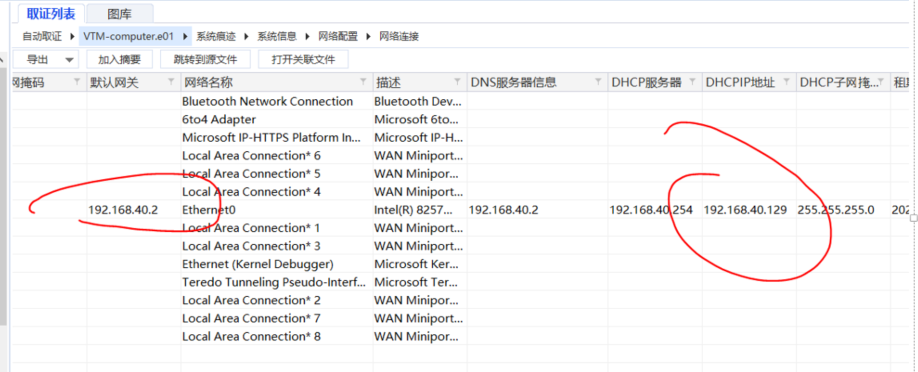 取证列表 图库
自动取证 VTM-computer.e01 系统痕迹 系统信息 网络配置 网络连接
导出 加入摘要 跳转到源文件 打开关联文件
网掩码 默认网关 网络名称 描述 DNS服务器信息 DHCP服务器 DHCPIP地址 DHCP子网掩... 租
Bluetooth Network Connection Bluetooth Dev...
6to4 Adapter Microsoft 6to...
Microsoft IP-HTTPS Platform In... Microsoft IP-H...
Local Area Connection* 6 WAN Miniport...
Local Area Connection* 5 WAN Miniport...
Local Area Connection* 4 WAN Miniport...
192.168.40.2 Ethernet0 Intel(R) 8257... 192.168.40.2 192.168.40.254 192.168.40.129 255.255.255.0 202
Local Area Connection* 1 WAN Miniport...
Local Area Connection* 3 WAN Miniport...
Ethernet (Kernel Debugger) Microsoft Ker...
Teredo Tunneling Pseudo-Interf... Microsoft Ter...
Local Area Connection* 2 WAN Miniport...
Local Area Connection* 7 WAN Miniport...
Local Area Connection* 8 WAN Miniport...